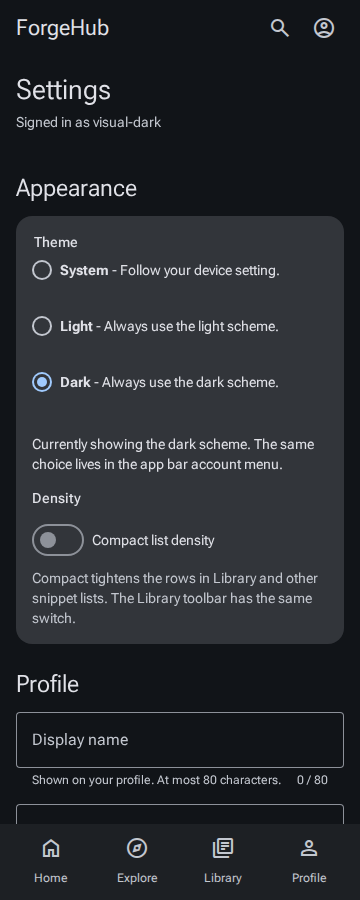 ForgeHub
Settings
Signed in as visual-dark
Appearance
Theme
System - Follow your device setting.
Light - Always use the light scheme.
Dark - Always use the dark scheme.
Currently showing the dark scheme. The same
choice lives in the app bar account menu.
Density
Compact list density
Compact tightens the rows in Library and other
snippet lists. The Library toolbar has the same
switch.
Profile
Display name
Shown on your profile. At most 80 characters. 0 / 80
Home Explore Library Profile